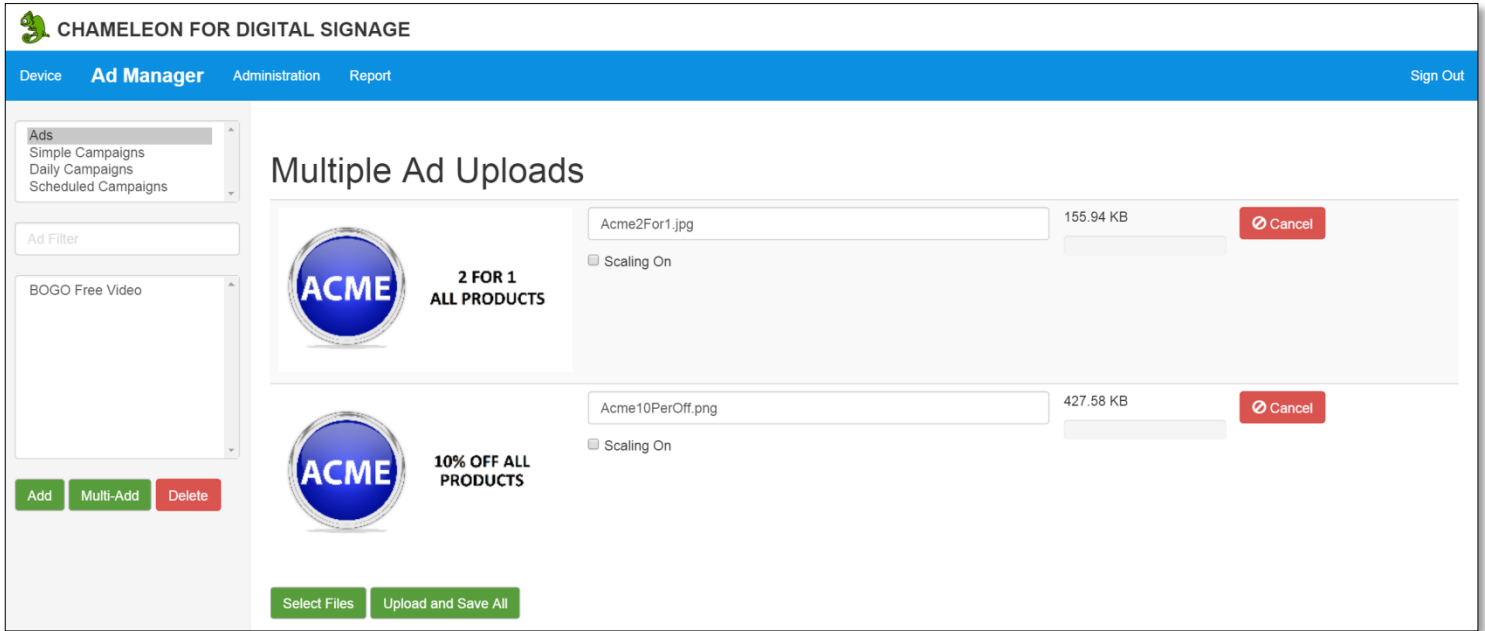 CHAMELEON FOR DIGITAL SIGNAGE
Device Ad Manager Administration Report Sign Out
Ads
Simple Campaigns
Daily Campaigns
Scheduled Campaigns
Ad Filter
BOGO Free Video
Add Multi-Add Delete
Multiple Ad Uploads
ACME
2 FOR 1
ALL PRODUCTS
Acme2For1.jpg
Scaling On
155.94 KB
Cancel
ACME
10% OFF ALL
PRODUCTS
Acme10PerOff.png
Scaling On
427.58 KB
Cancel
Select Files Upload and Save All